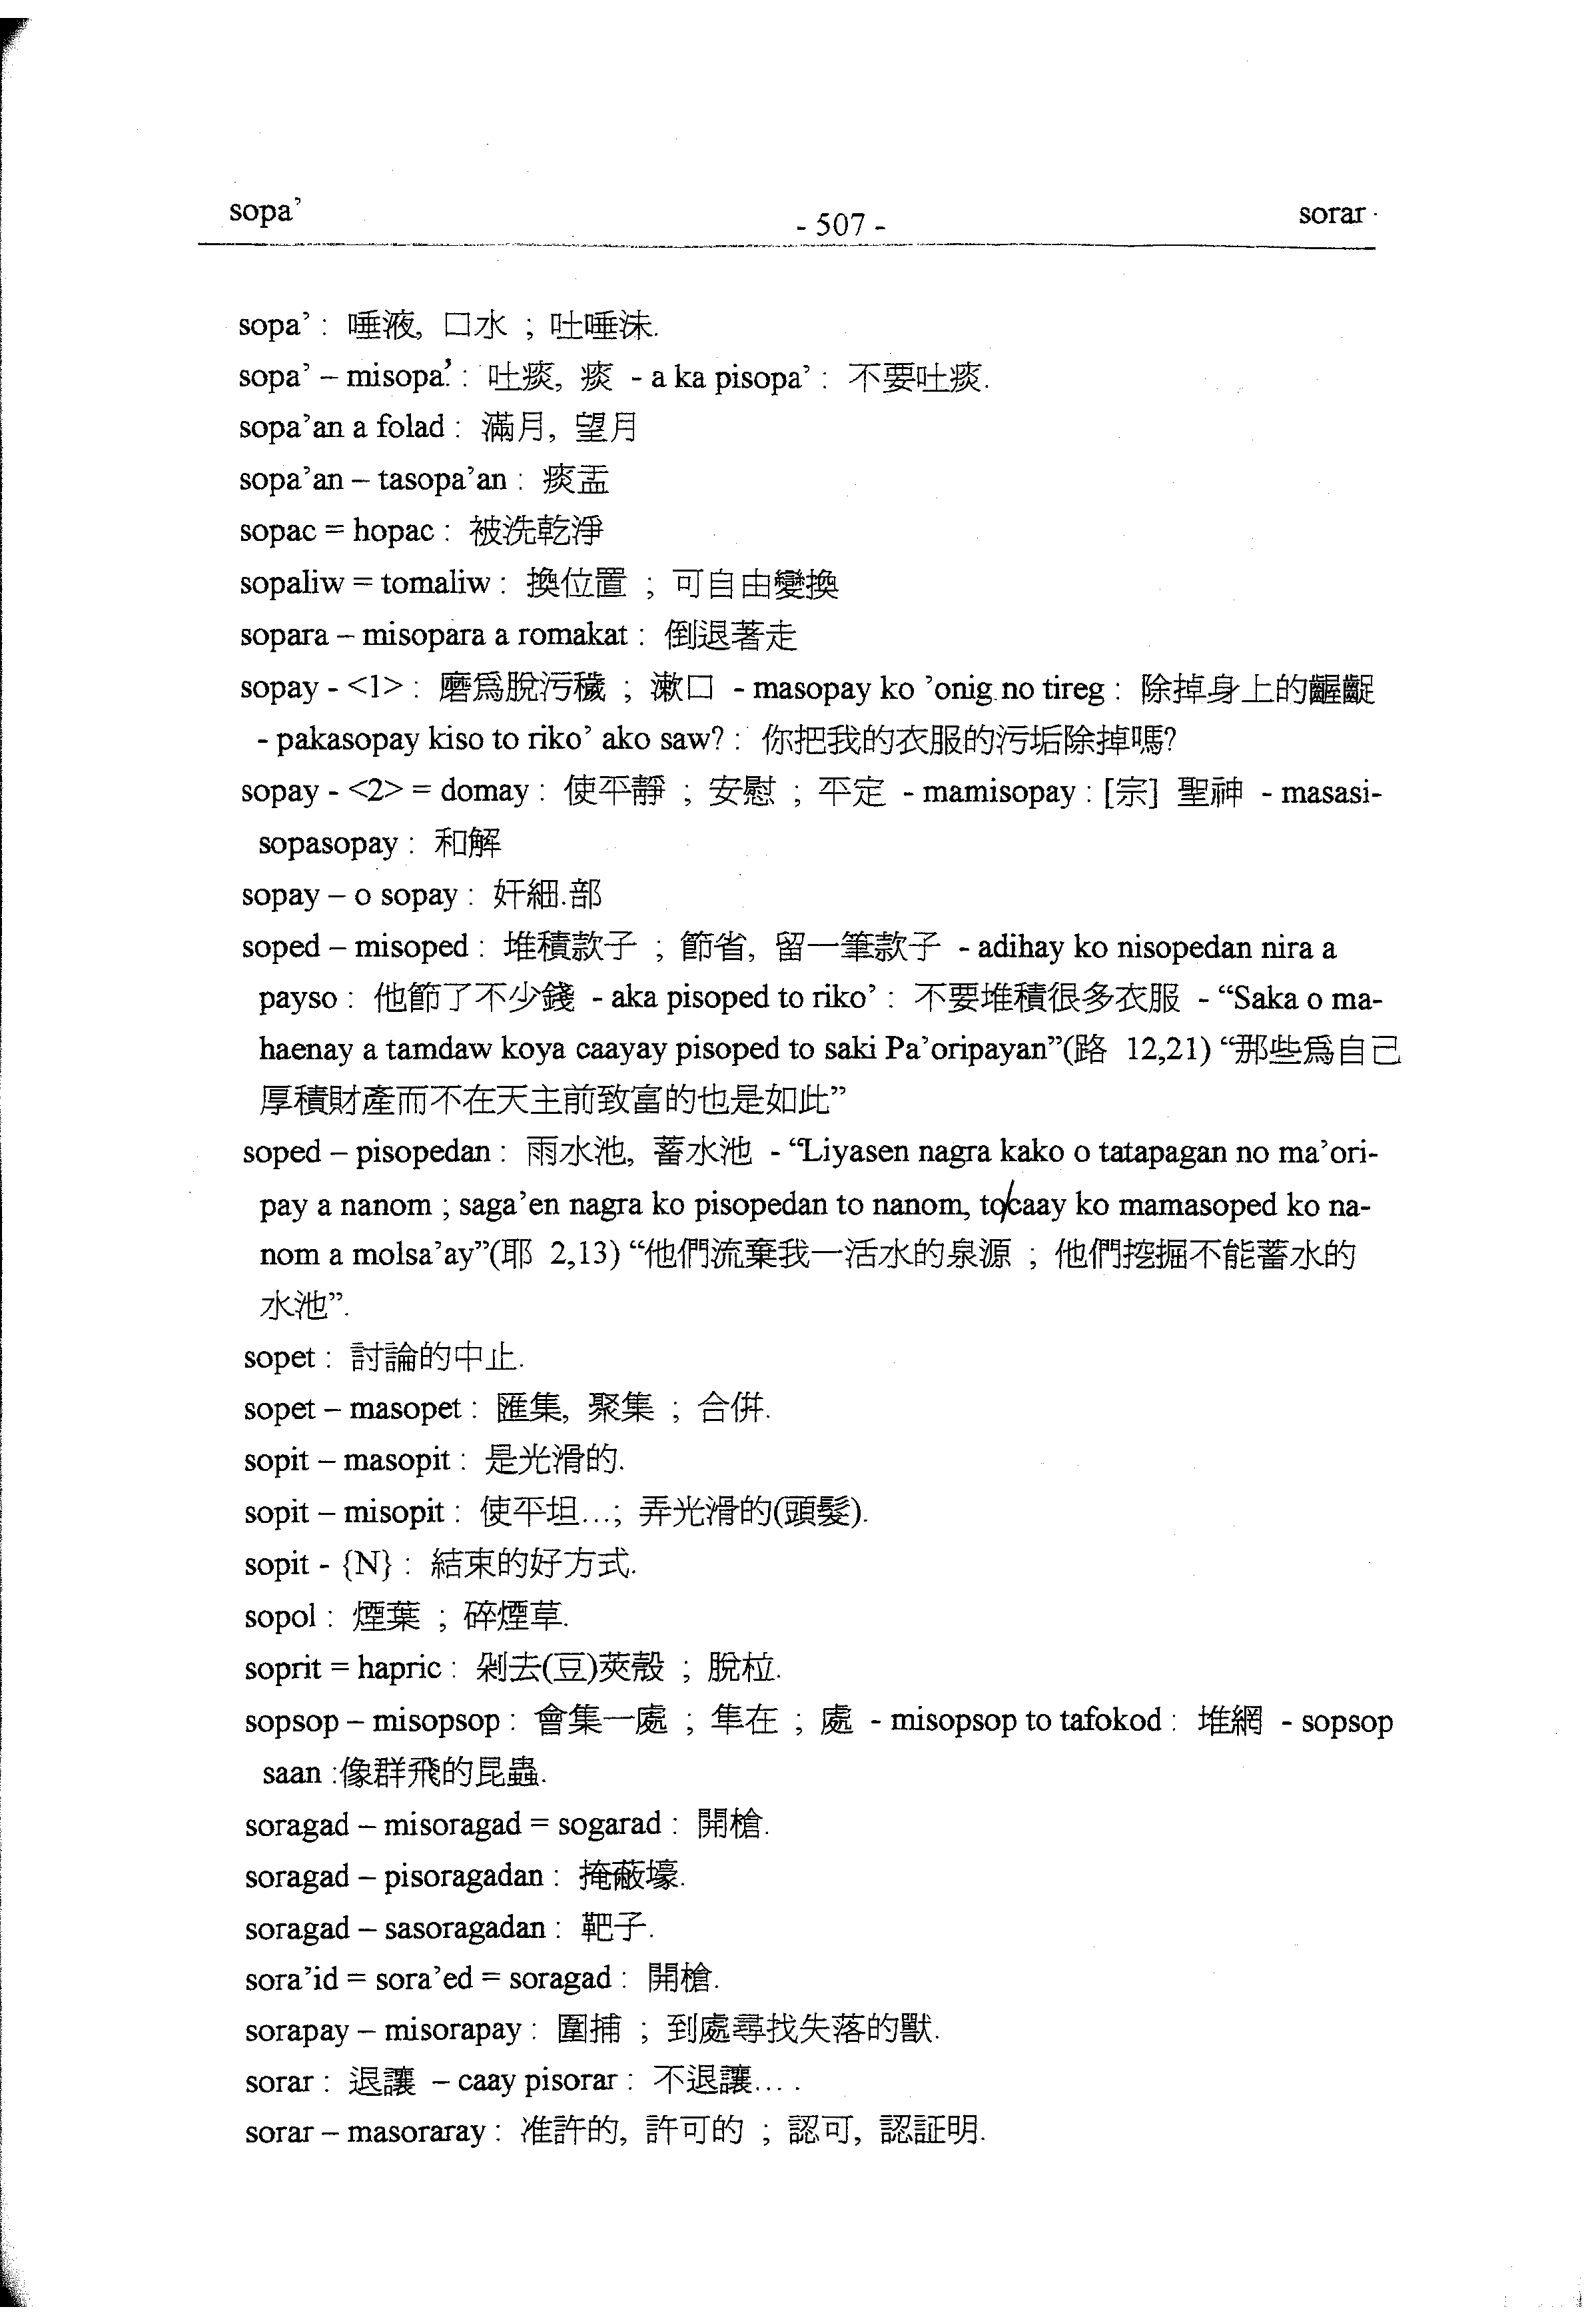 sopa’
- 507 -
sorar
sopa’ : 唾液, 口水 ; 吐唾沫.
sopa’ – misopa’ : 吐痰, 痰 - a ka pisopa’ : 不要吐痰.
sopa’an a folad : 滿月, 望月
sopa’an – tasopa’an : 痰盂
sopac = hopac : 被洗乾淨
sopaliw = tomaliw : 換位置 ; 可自由變換
sopara – misopara a romakat : 倒退著走
sopay - <1> : 磨爲脫污穢 ; 漱口 - masopay ko ’onig no tireg : 除掉身上的齷齪
- pakasopay kiso to riko’ ako saw? : 你把我的衣服的污垢除掉嗎?
sopay - <2> = domay : 使平靜 ; 安慰 ; 平定 - mamisopay : [宗] 聖神 - masasi-
sopasopay : 和解
sopay – o sopay : 奸細.部
soped – misoped : 堆積款子 ; 節省, 留一筆款子 - adihay ko nisopedan nira a
payso : 他節了不少錢 - aka pisoped to riko’ : 不要堆積很多衣服 - “Saka o ma-
haenay a tamdaw koya caayay pisoped to saki Pa’oripayan”(路 12,21) “那些爲自己
厚積財產而不在天主前致富的也是如此”
soped – pisopedan : 雨水池, 蓄水池 - “Liyasen nagra kako o tatapagan no ma’ori-
pay a nanom ; saga’en nagra ko pisopedan to nanom, to caay ko mamasoped ko na-
nom a molsa’ay”(耶 2,13) “他們流棄我一活水的泉源 ; 他們挖掘不能蓄水的
水池”.
sopet : 討論的中止.
sopet – masopet : 匯集, 聚集 ; 合併.
sopit – masopit : 是光滑的.
sopit – misopit : 使平坦...; 弄光滑的(頭髮).
sopit - {N} : 結束的好方式.
sopol : 煙葉 ; 碎煙草.
soprit = hapric : 剁去(豆)莢殼 ; 脫粒.
sopsop – misopsop : 會集一處 ; 隼在 ; 處 - misopsop to tafokod : 堆網 - sopsop
saan :像群飛的昆蟲.
soragad – misoragad = sogarad : 開槍.
soragad – pisoragadan : 掩蔽壕.
soragad – sasoragadan : 靶子.
sora’id = sora’ed = soragad : 開槍.
sorapay – misorapay : 圍捕 ; 到處尋找失落的獸.
sorar : 退讓 – caay pisorar : 不退讓... .
sorar – masoraray : 准許的, 許可的 ; 認可, 認証明.